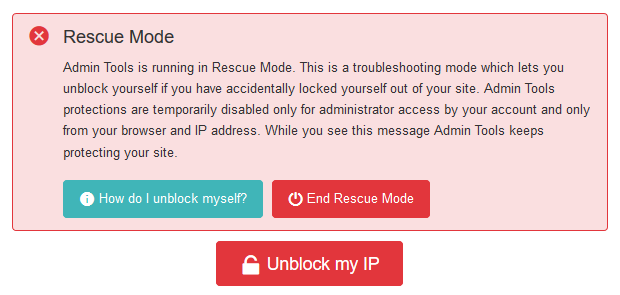 Rescue Mode
Admin Tools is running in Rescue Mode. This is a troubleshooting mode which lets you
unblock yourself if you have accidentally locked yourself out of your site. Admin Tools
protections are temporarily disabled only for administrator access by your account and only
from your browser and IP address. While you see this message Admin Tools keeps
protecting your site.
How do I unblock myself?
End Rescue Mode
Unblock my IP